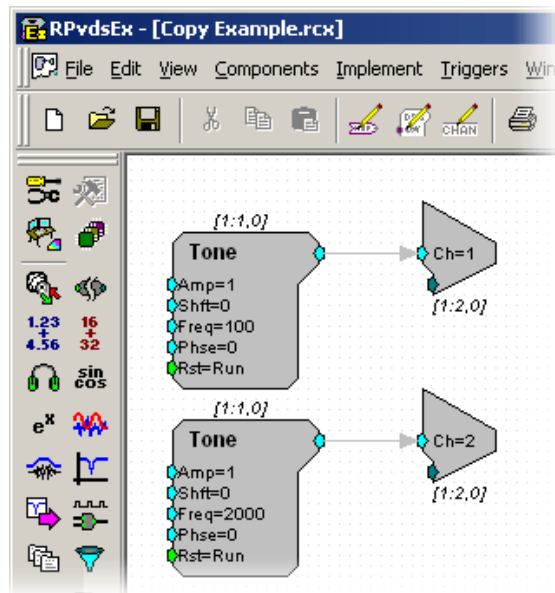 RPvdsEx - [Copy Example.rcx]
File Edit View Components Implement Triggers Win
CHAN
[1:1,0]
Tone
Amp=1
Shft=0
Freq=100
Phse=0
Rst=Run
Ch=1
[1:2,0]
1.23 + 4.56
16 + 32
sin cos
e^x
[1:1,0]
Tone
Amp=1
Shft=0
Freq=2000
Phse=0
Rst=Run
Ch=2
[1:2,0]